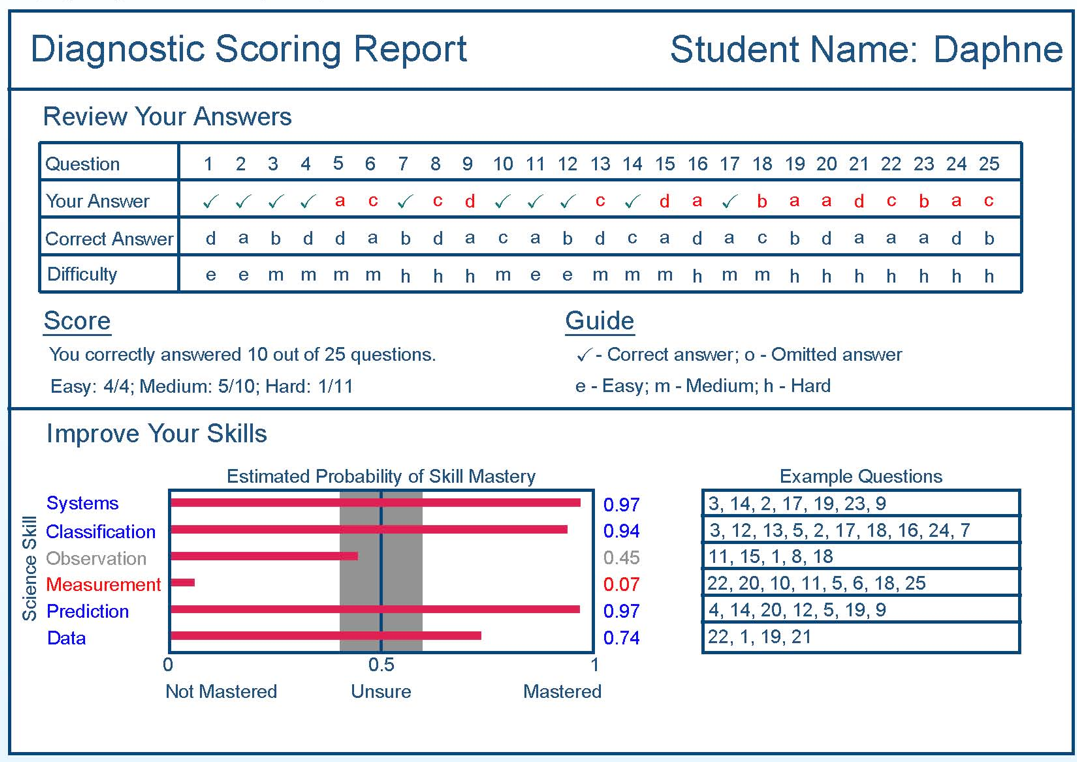 Diagnostic Scoring Report Student Name: Daphne
Review Your Answers
Question 1 2 3 4 5 6 7 8 9 10 11 12 13 14 15 16 17 18 19 20 21 22 23 24 25
Your Answer ✓ ✓ ✓ ✓ a c ✓ c d ✓ ✓ ✓ c ✓ d a ✓ b a a d c b a c
Correct Answer d a b d d a b d a c a b d c a d a c b d a a a d b
Difficulty e e m m m m h h h m e e m m m h m m h h h h h h h
Score Guide
You correctly answered 10 out of 25 questions. ✓ - Correct answer; o - Omitted answer
Easy: 4/4; Medium: 5/10; Hard: 1/11 e - Easy; m - Medium; h - Hard
Improve Your Skills
Estimated Probability of Skill Mastery Example Questions
Science Skill
Systems 0.97 3, 14, 2, 17, 19, 23, 9
Classification 0.94 3, 12, 13, 5, 2, 17, 18, 16, 24, 7
Observation 0.45 11, 15, 1, 8, 18
Measurement 0.07 22, 20, 10, 11, 5, 6, 18, 25
Prediction 0.97 4, 14, 20, 12, 5, 19, 9
Data 0.74 22, 1, 19, 21
0 0.5 1
Not Mastered Unsure Mastered